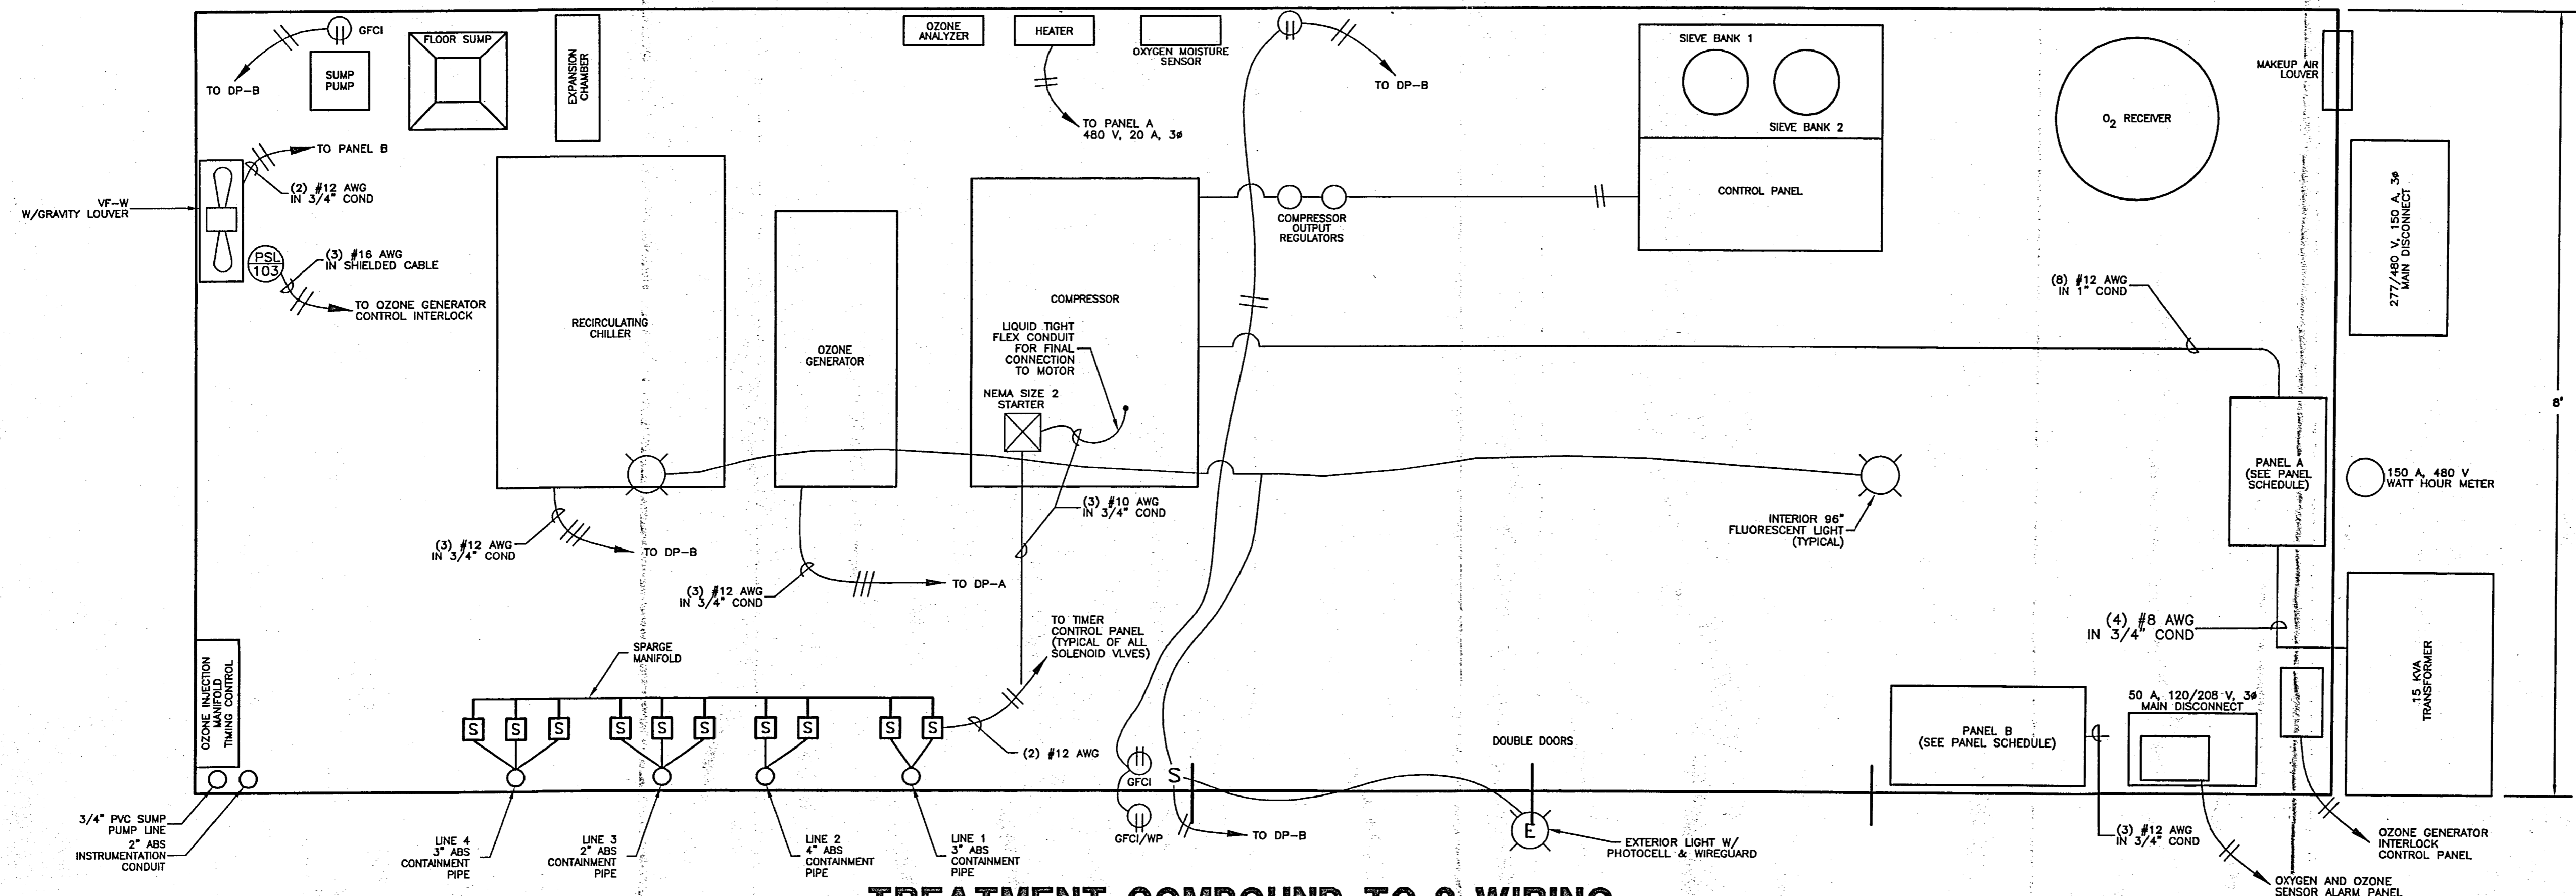 GFCI
TO DP-B
SUMP
PUMP
FLOOR SUMP
EXPANSION
CHAMBER
OZONE
ANALYZER
HEATER
OXYGEN MOISTURE
SENSOR
TO PANEL A
480 V, 20 A, 3ø
TO DP-B
SIEVE BANK 1
SIEVE BANK 2
CONTROL PANEL
O2 RECEIVER
MAKEUP AIR
LOUVER
277/480 V, 150 A, 3ø
MAIN DISCONNECT
8'
TO PANEL B
(2) #12 AWG
IN 3/4" COND
VF-W
W/GRAVITY LOUVER
PSL
103
(3) #16 AWG
IN SHIELDED CABLE
TO OZONE GENERATOR
CONTROL INTERLOCK
RECIRCULATING
CHILLER
OZONE
GENERATOR
COMPRESSOR
LIQUID TIGHT
FLEX CONDUIT
FOR FINAL
CONNECTION
TO MOTOR
NEMA SIZE 2
STARTER
COMPRESSOR
OUTPUT
REGULATORS
(8) #12 AWG
IN 1" COND
PANEL A
(SEE PANEL
SCHEDULE)
150 A, 480 V
WATT HOUR METER
INTERIOR 96"
FLUORESCENT LIGHT
(TYPICAL)
(3) #10 AWG
IN 3/4" COND
(3) #12 AWG
IN 3/4" COND
TO DP-B
(3) #12 AWG
IN 3/4" COND
TO DP-A
TO TIMER
CONTROL PANEL
(TYPICAL OF ALL
SOLENOID VLVES)
(4) #8 AWG
IN 3/4" COND
15 KVA
TRANSFORMER
OZONE INJECTION
MANIFOLD
TIMING CONTROL
SPARGE
MANIFOLD
S S S S S S S S S S
(2) #12 AWG
GFCI
GFCI/WP
S
TO DP-B
DOUBLE DOORS
E
EXTERIOR LIGHT W/
PHOTOCELL & WIREGUARD
PANEL B
(SEE PANEL SCHEDULE)
50 A, 120/208 V, 3ø
MAIN DISCONNECT
(3) #12 AWG
IN 3/4" COND
OZONE GENERATOR
INTERLOCK
CONTROL PANEL
OXYGEN AND OZONE
SENSOR ALARM PANEL
3/4" PVC SUMP
PUMP LINE
2" ABS
INSTRUMENTATION
CONDUIT
LINE 4
3" ABS
CONTAINMENT
PIPE
LINE 3
2" ABS
CONTAINMENT
PIPE
LINE 2
4" ABS
CONTAINMENT
PIPE
LINE 1
3" ABS
CONTAINMENT
PIPE
TREATMENT COMPOUND TC-2 WIRING